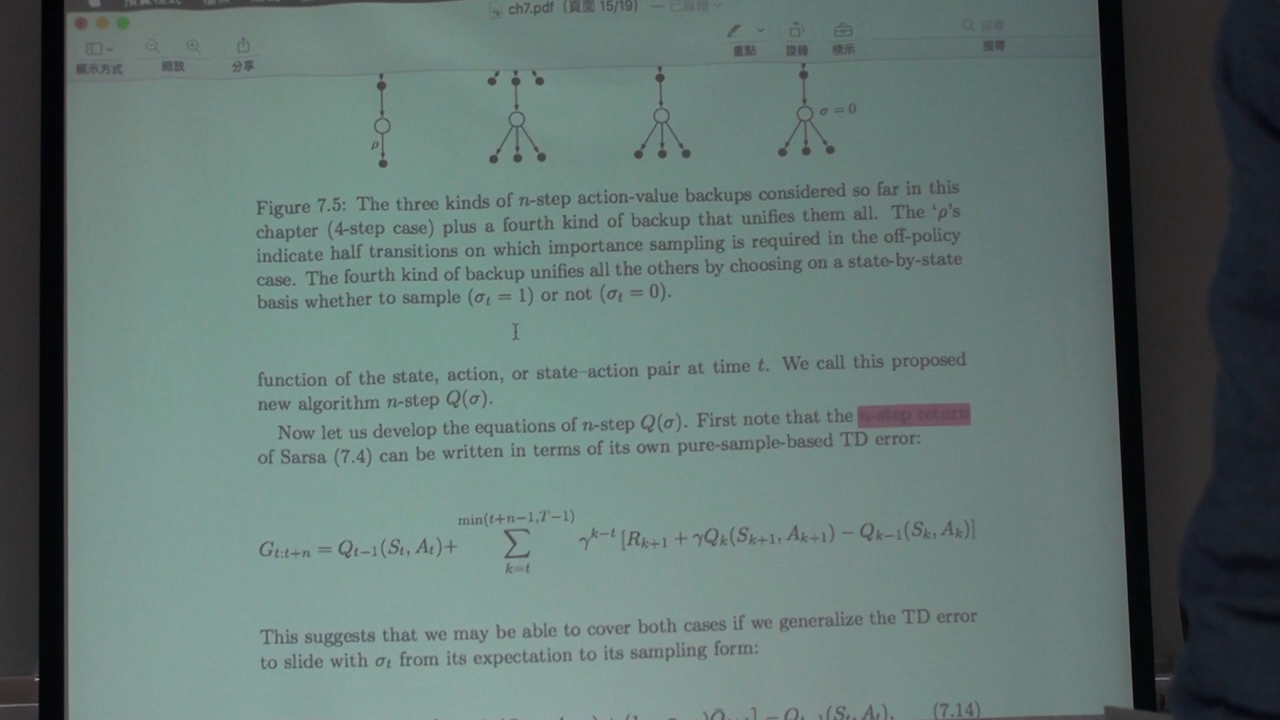 ch7.pdf (頁面 15/19) — 已編輯
顯示方式
縮放
分享
重點
旋轉
標示
搜尋
搜尋
ρ
σ = 0
Figure 7.5: The three kinds of n-step action-value backups considered so far in this
chapter (4-step case) plus a fourth kind of backup that unifies them all. The ‘ρ’s
indicate half transitions on which importance sampling is required in the off-policy
case. The fourth kind of backup unifies all the others by choosing on a state-by-state
basis whether to sample (σt = 1) or not (σt = 0).
function of the state, action, or state–action pair at time t. We call this proposed
new algorithm n-step Q(σ).
Now let us develop the equations of n-step Q(σ). First note that the n-step return
of Sarsa (7.4) can be written in terms of its own pure-sample-based TD error:
min(t+n−1,T−1)
Gt:t+n = Qt−1(St, At)+ ∑ γ^{k−t} [Rk+1 + γQk(Sk+1, Ak+1) − Qk−1(Sk, Ak)]
k=t
This suggests that we may be able to cover both cases if we generalize the TD error
to slide with σt from its expectation to its sampling form:
(St, At), (7.14)